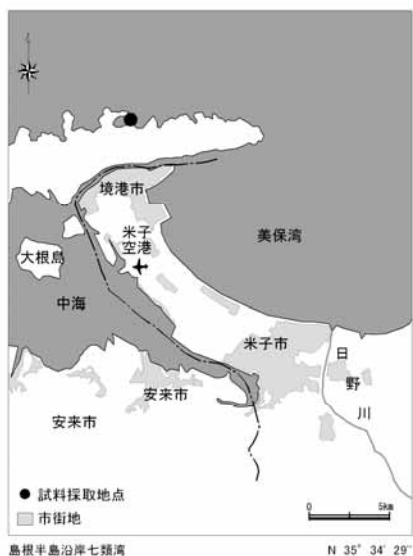 境港市
米子
空港
美保湾
大根島
中海
米子市
日野川
安来市
安来市
試料採取地点
市街地
0 5km
島根半島沿岸七類湾 N 35° 34′ 29″